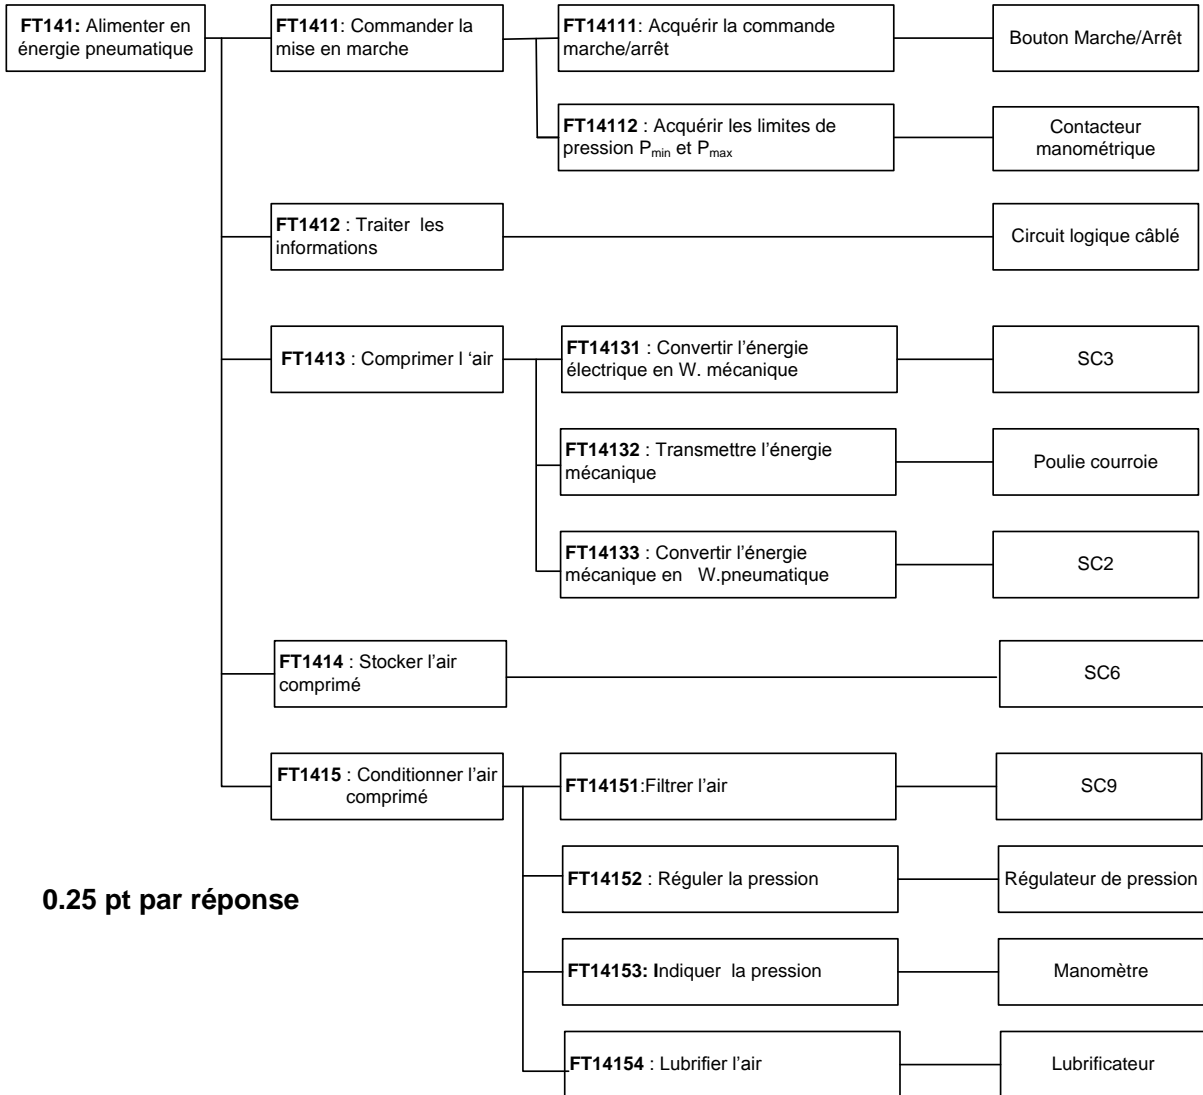 FT141: Alimenter en
énergie pneumatique
FT1411: Commander la
mise en marche
FT14111: Acquérir la commande
marche/arrêt
Bouton Marche/Arrêt
FT14112 : Acquérir les limites de
pression Pmin et Pmax
Contacteur
manométrique
FT1412 : Traiter les
informations
Circuit logique câblé
FT1413 : Comprimer l ‘air
FT14131 : Convertir l’énergie
électrique en W. mécanique
SC3
FT14132 : Transmettre l’énergie
mécanique
Poulie courroie
FT14133 : Convertir l’énergie
mécanique en W.pneumatique
SC2
FT1414 : Stocker l’air
comprimé
SC6
FT1415 : Conditionner l’air
comprimé
FT14151:Filtrer l’air
SC9
FT14152 : Réguler la pression
Régulateur de pression
0.25 pt par réponse
FT14153: Indiquer la pression
Manomètre
FT14154 : Lubrifier l’air
Lubrificateur